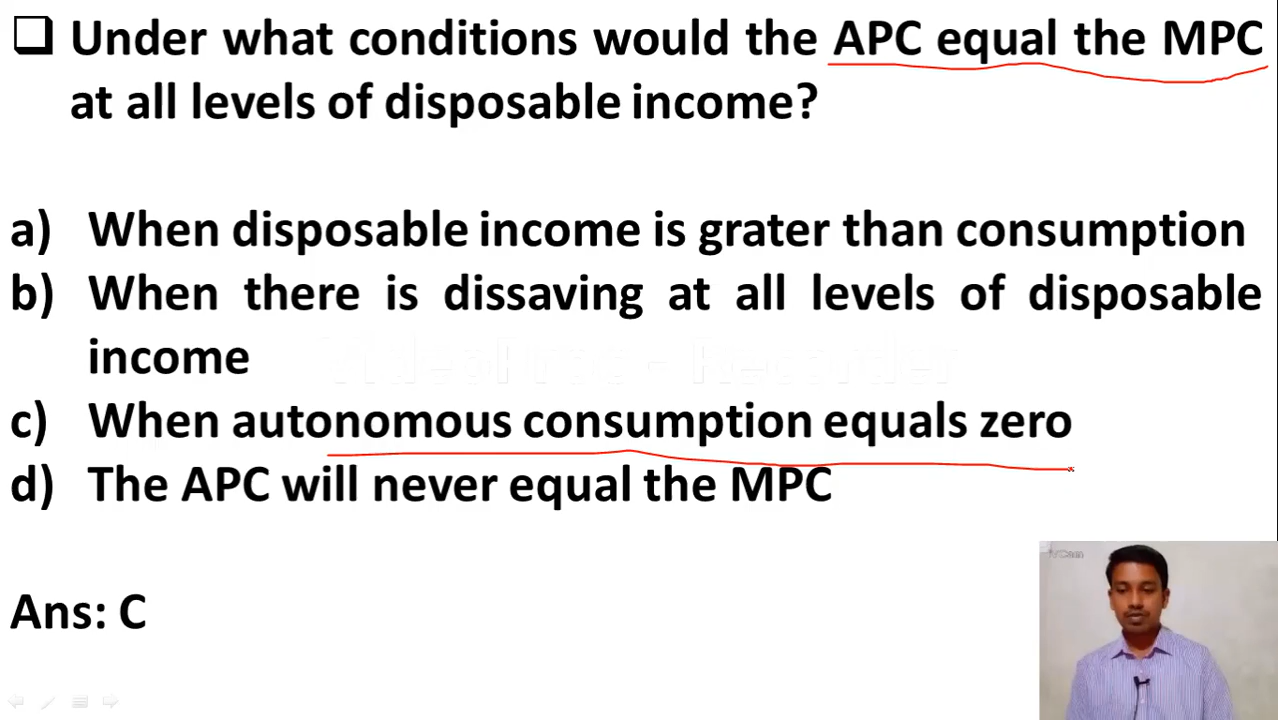 Under what conditions would the APC equal the MPC
at all levels of disposable income?
a) When disposable income is grater than consumption
b) When there is dissaving at all levels of disposable
income
VideoProc - Recorder
c) When autonomous consumption equals zero
d) The APC will never equal the MPC
Ans: C